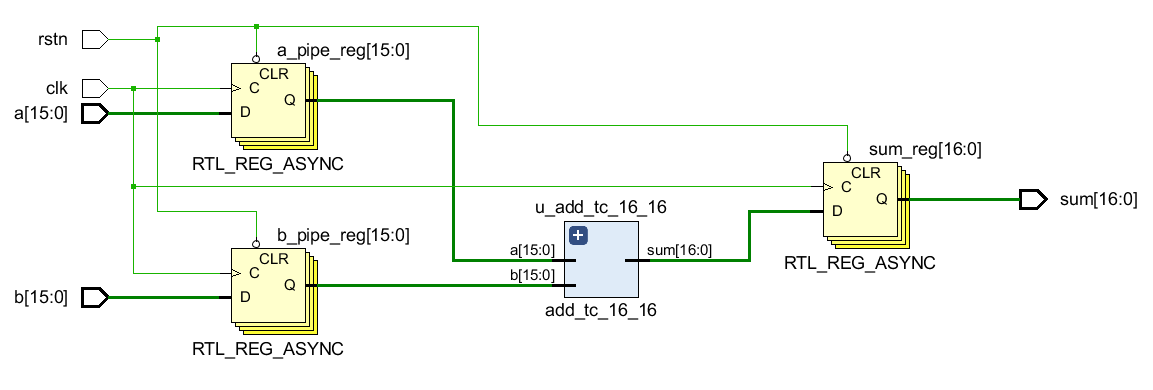 rstn
a_pipe_reg[15:0]
CLR
clk
C
Q
a[15:0]
D
RTL_REG_ASYNC
sum_reg[16:0]
CLR
C
Q
sum[16:0]
D
u_add_tc_16_16
b_pipe_reg[15:0]
CLR
a[15:0]
sum[16:0]
RTL_REG_ASYNC
C
b[15:0]
Q
b[15:0]
D
add_tc_16_16
RTL_REG_ASYNC